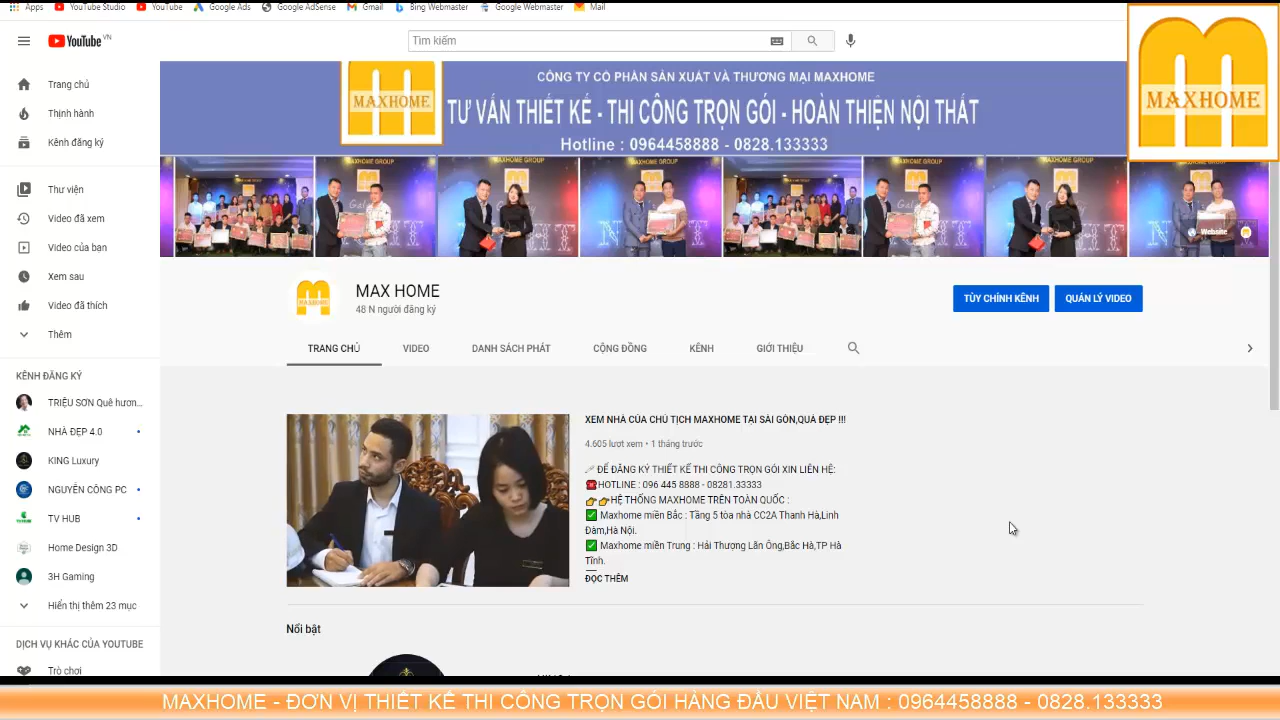 Apps YouTube Studio YouTube Google Ads Google AdSense Gmail Bing Webmaster Google Webmaster Mail
YouTube VN
Tìm kiếm
MAXHOME
Trang chủ
Thịnh hành
Kênh đăng ký
Thư viện
Video đã xem
Video của bạn
Xem sau
Video đã thích
Thêm
KÊNH ĐĂNG KÝ
TRIỆU SƠN Quê hươn...
NHÀ ĐẸP 4.0
KING Luxury
NGUYỄN CÔNG PC
TV HUB
Home Design 3D
3H Gaming
Hiển thị thêm 23 mục
DỊCH VỤ KHÁC CỦA YOUTUBE
Trò chơi
MAXHOME
CÔNG TY CỔ PHẦN SẢN XUẤT VÀ THƯƠNG MẠI MAXHOME
TƯ VẤN THIẾT KẾ - THI CÔNG TRỌN GÓI - HOÀN THIỆN NỘI THẤT
Hotline : 0964458888 - 0828.133333
Website
MAX HOME
48 N người đăng ký
TÙY CHỈNH KÊNH
QUẢN LÝ VIDEO
TRANG CHỦ VIDEO DANH SÁCH PHÁT CỘNG ĐỒNG KÊNH GIỚI THIỆU
XEM NHÀ CỦA CHỦ TỊCH MAXHOME TẠI SÀI GÒN,QUÁ ĐẸP !!!
4.605 lượt xem • 1 tháng trước
ĐỂ ĐĂNG KÝ THIẾT KẾ THI CÔNG TRỌN GÓI XIN LIÊN HỆ:
HOTLINE : 096 445 8888 - 08281.33333
HỆ THỐNG MAXHOME TRÊN TOÀN QUỐC :
Maxhome miền Bắc : Tầng 5 tòa nhà CC2A Thanh Hà,Linh
Đàm,Hà Nội.
Maxhome miền Trung : Hải Thượng Lãn Ông,Bắc Hà,TP Hà
Tĩnh.
ĐỌC THÊM
Nổi bật
MAXHOME - ĐƠN VỊ THIẾT KẾ THI CÔNG TRỌN GÓI HÀNG ĐẦU VIỆT NAM : 0964458888 - 0828.133333